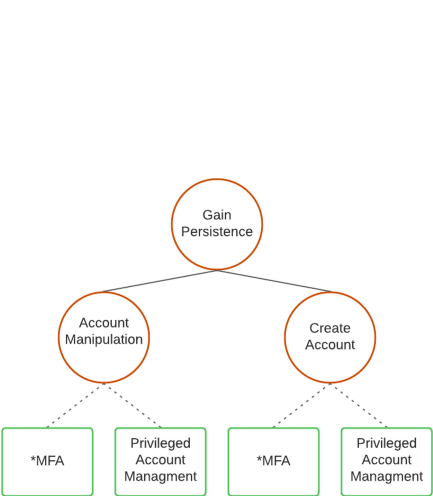 Gain
Persistence
Account
Manipulation
Create
Account
*MFA
Privileged
Account
Managment
*MFA
Privileged
Account
Managment